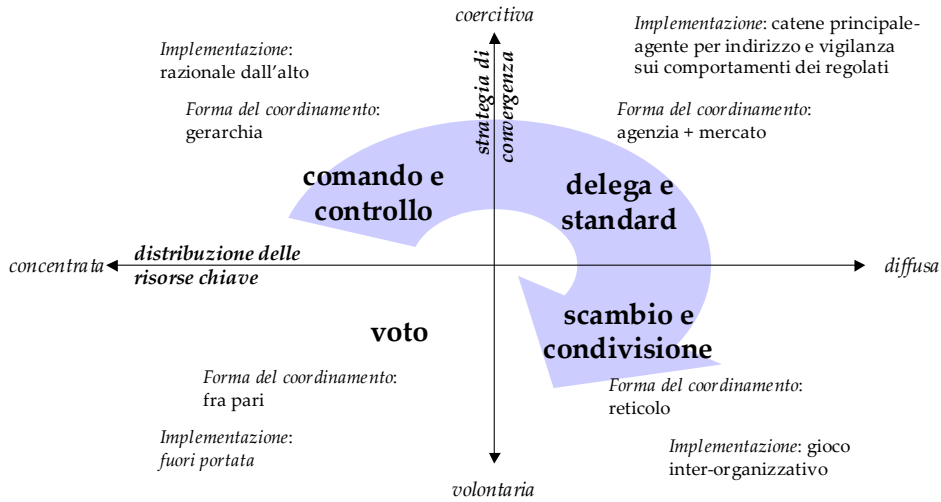 coercitiva
Implementazione:
razionale dall'alto
Forma del coordinamento:
gerarchia
comando e
controllo
strategia di
convergenza
Implementazione: catene principale-
agente per indirizzo e vigilanza
sui comportamenti dei regolati
Forma del coordinamento:
agenzia + mercato
delega e
standard
concentrata
distribuzione delle
risorse chiave
diffusa
voto
Forma del coordinamento:
fra pari
Implementazione:
fuori portata
scambio e
condivisione
Forma del coordinamento:
reticolo
Implementazione: gioco
inter-organizzativo
volontaria